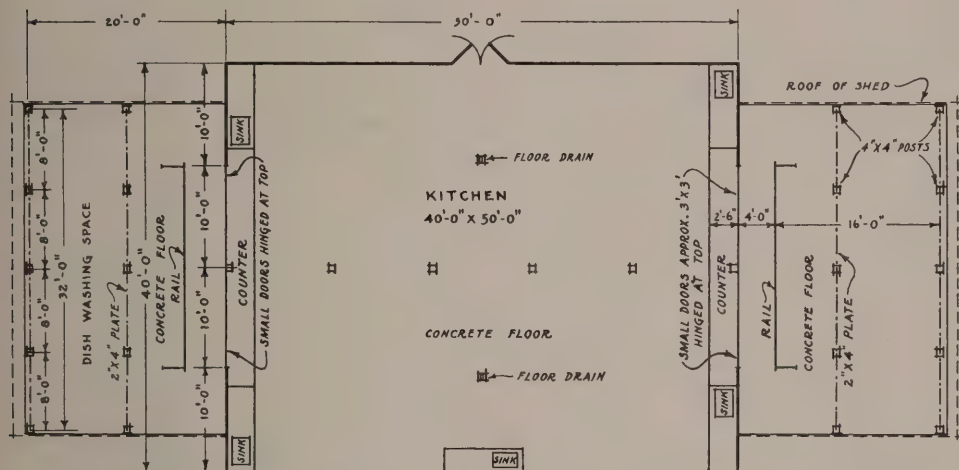 20'-0"
50'-0"
SINK
SINK
ROOF OF SHED
10'-0"
8'-0"
FLOOR DRAIN
4"X4" POSTS
DISH WASHING SPACE
32'-0"
8'-0"
2"X4" PLATE
CONCRETE FLOOR
RAIL
40'-0"
10'-0"
COUNTER
SMALL DOORS HINGED AT TOP
KITCHEN
40'-0" X 50'-0"
SMALL DOORS APPROX. 3'X3'
HINGED AT TOP
2'-6"
4'-0"
16'-0"
COUNTER
RAIL
CONCRETE FLOOR
2"X4" PLATE
8'-0"
10'-0"
CONCRETE FLOOR
8'-0"
10'-0"
FLOOR DRAIN
SINK
SINK
SINK